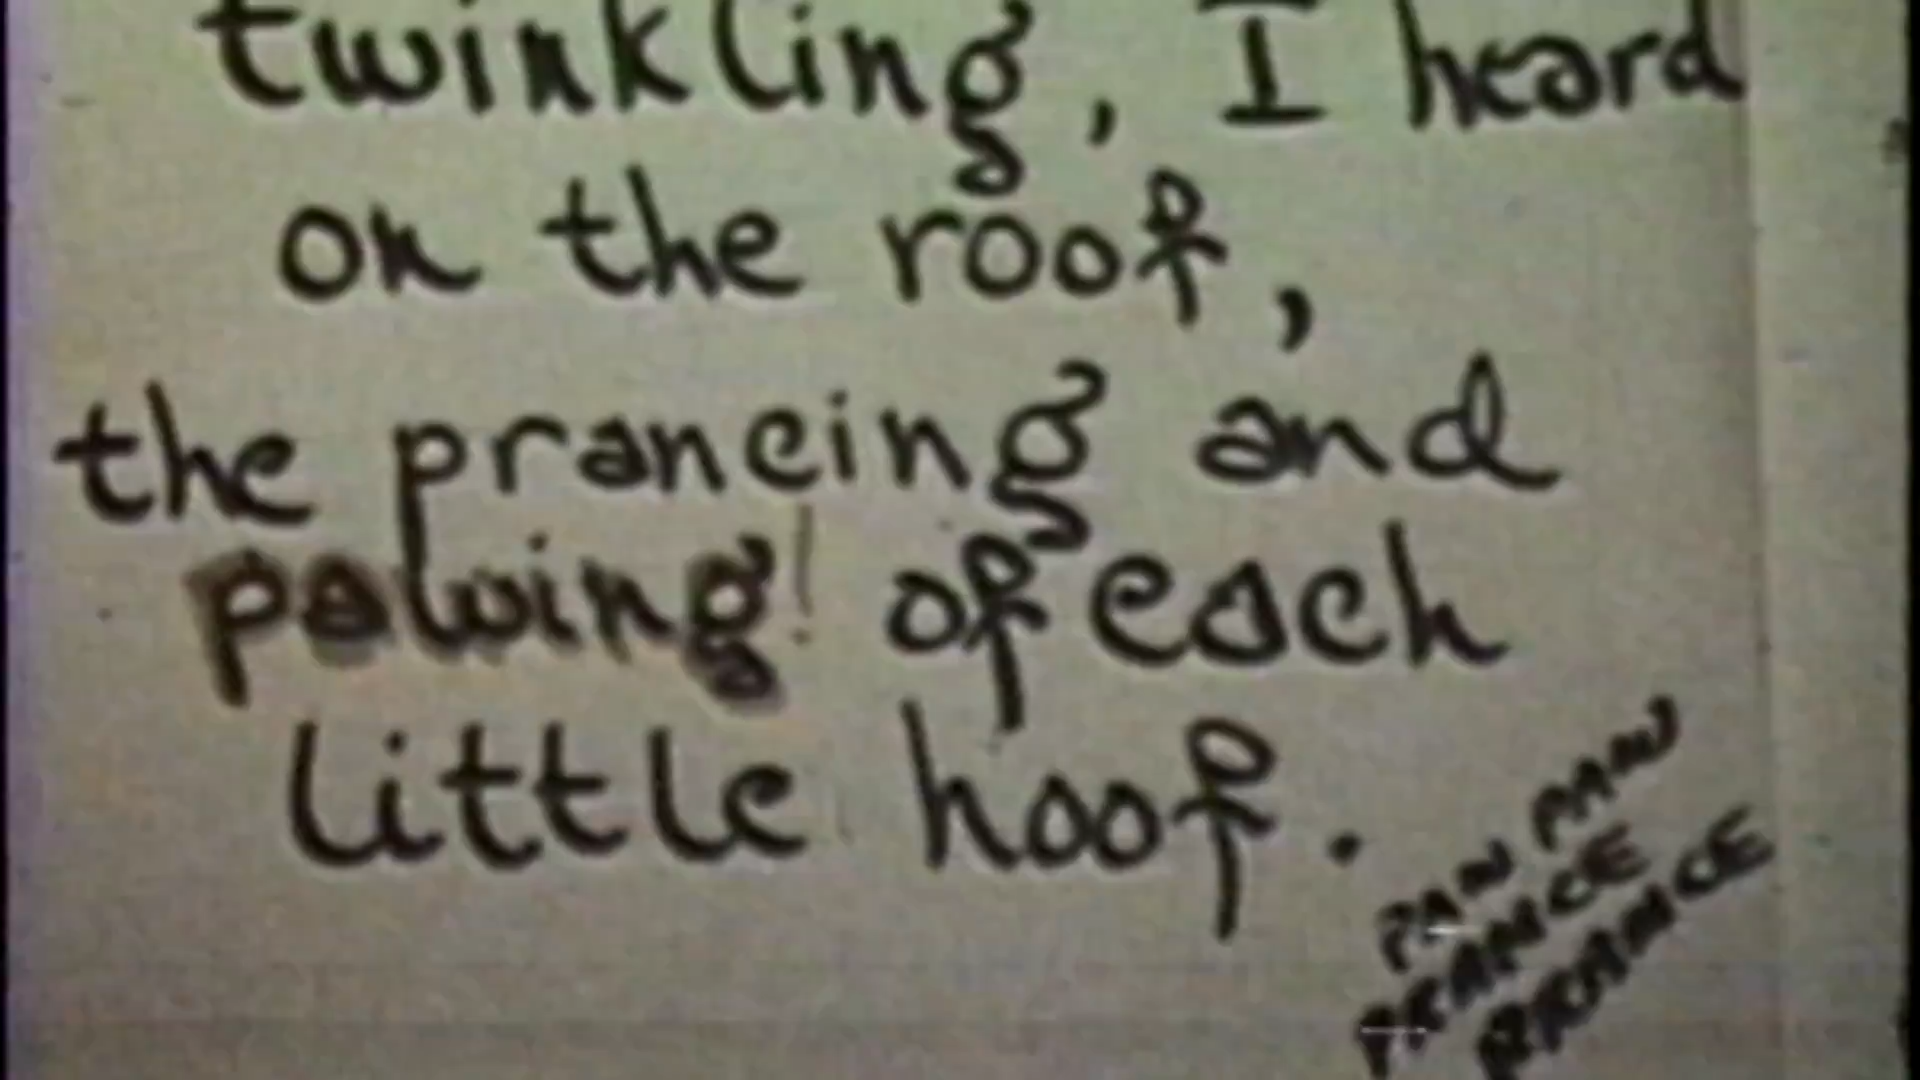 twinkling, I heard
on the roof,
the prancing and
pawing! of each
little hoof.
PAW PAW
PRANCE
PRANCE